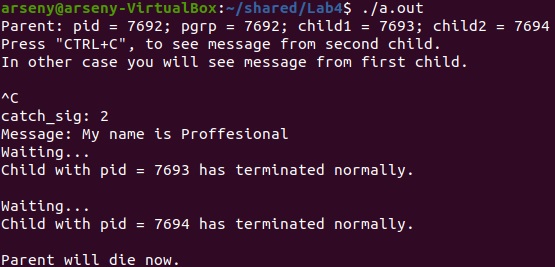 arseny@arseny-VirtualBox:~/shared/Lab4$ ./a.out
Parent: pid = 7692; pgrp = 7692; child1 = 7693; child2 = 7694
Press "CTRL+C", to see message from second child.
In other case you will see message from first child.
^C
catch_sig: 2
Message: My name is Proffesional
Waiting...
Child with pid = 7693 has terminated normally.
Waiting...
Child with pid = 7694 has terminated normally.
Parent will die now.